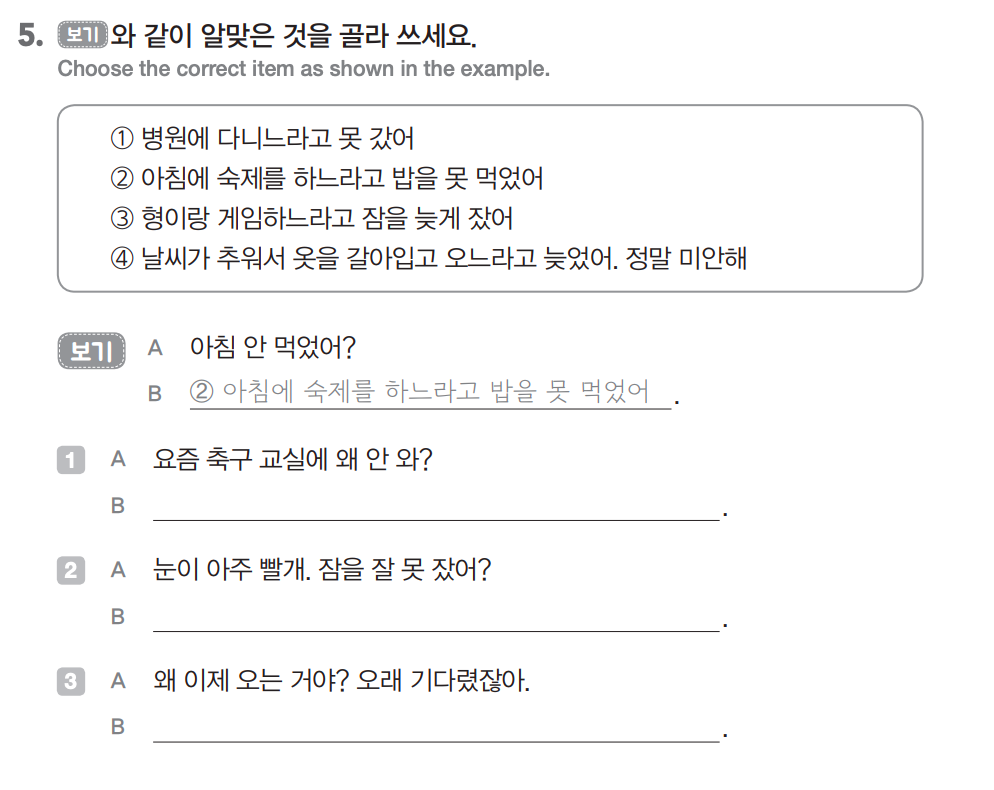 5. 보기와 같이 알맞은 것을 골라 쓰세요.
Choose the correct item as shown in the example.
① 병원에 다니느라고 못 갔어
② 아침에 숙제를 하느라고 밥을 못 먹었어
③ 형이랑 게임하느라고 잠을 늦게 잤어
④ 날씨가 추워서 옷을 갈아입고 오느라고 늦었어. 정말 미안해
보기 A 아침 안 먹었어?
B ② 아침에 숙제를 하느라고 밥을 못 먹었어.
1 A 요즘 축구 교실에 왜 안 와?
B .
2 A 눈이 아주 빨개. 잠을 잘 못 잤어?
B .
3 A 왜 이제 오는 거야? 오래 기다렸잖아.
B .